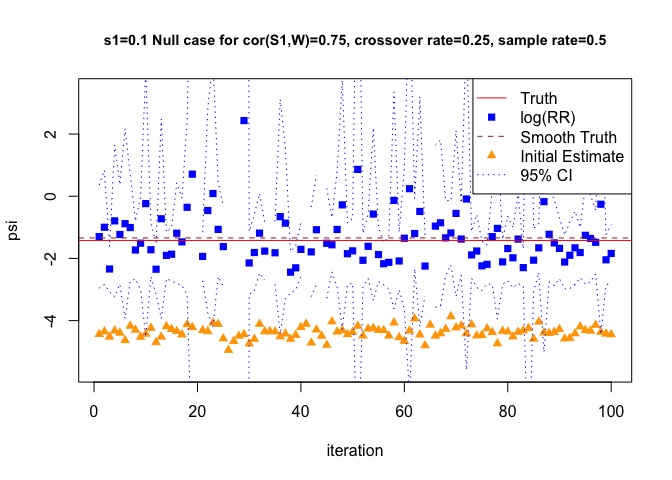 s1=0.1 Null case for cor(S1,W)=0.75, crossover rate=0.25, sample rate=0.5
Truth
log(RR)
Smooth Truth
Initial Estimate
95% CI
psi
2
0
-2
-4
0
20
40
60
80
100
iteration